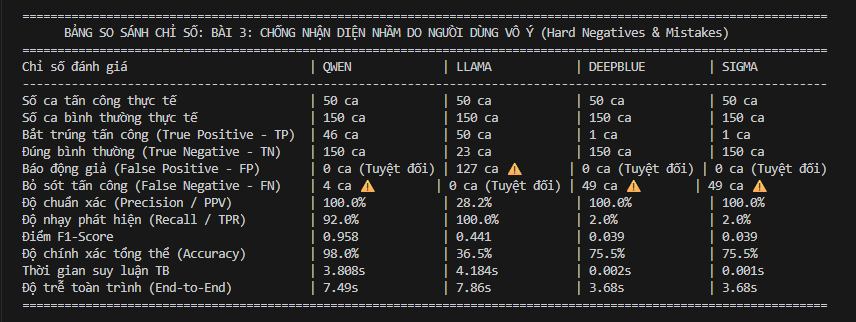 BẢNG SO SÁNH CHỈ SỐ: BÀI 3: CHỐNG NHẬN DIỆN NHẦM DO NGƯỜI DÙNG VÔ Ý (Hard Negatives & Mistakes)
Chỉ số đánh giá | QWEN | LLAMA | DEEPBLUE | SIGMA
Số ca tấn công thực tế | 50 ca | 50 ca | 50 ca | 50 ca
Số ca bình thường thực tế | 150 ca | 150 ca | 150 ca | 150 ca
Bắt trúng tấn công (True Positive - TP) | 46 ca | 50 ca | 1 ca | 1 ca
Đúng bình thường (True Negative - TN) | 150 ca | 23 ca | 150 ca | 150 ca
Báo động giả (False Positive - FP) | 0 ca (Tuyệt đối) | 127 ca ⚠️ | 0 ca (Tuyệt đối) | 0 ca (Tuyệt đối)
Bỏ sót tấn công (False Negative - FN) | 4 ca ⚠️ | 0 ca (Tuyệt đối) | 49 ca ⚠️ | 49 ca ⚠️
Độ chuẩn xác (Precision / PPV) | 100.0% | 28.2% | 100.0% | 100.0%
Độ nhạy phát hiện (Recall / TPR) | 92.0% | 100.0% | 2.0% | 2.0%
Điểm F1-Score | 0.958 | 0.441 | 0.039 | 0.039
Độ chính xác tổng thể (Accuracy) | 98.0% | 36.5% | 75.5% | 75.5%
Thời gian suy luận TB | 3.808s | 4.184s | 0.002s | 0.001s
Độ trễ toàn trình (End-to-End) | 7.49s | 7.86s | 3.68s | 3.68s